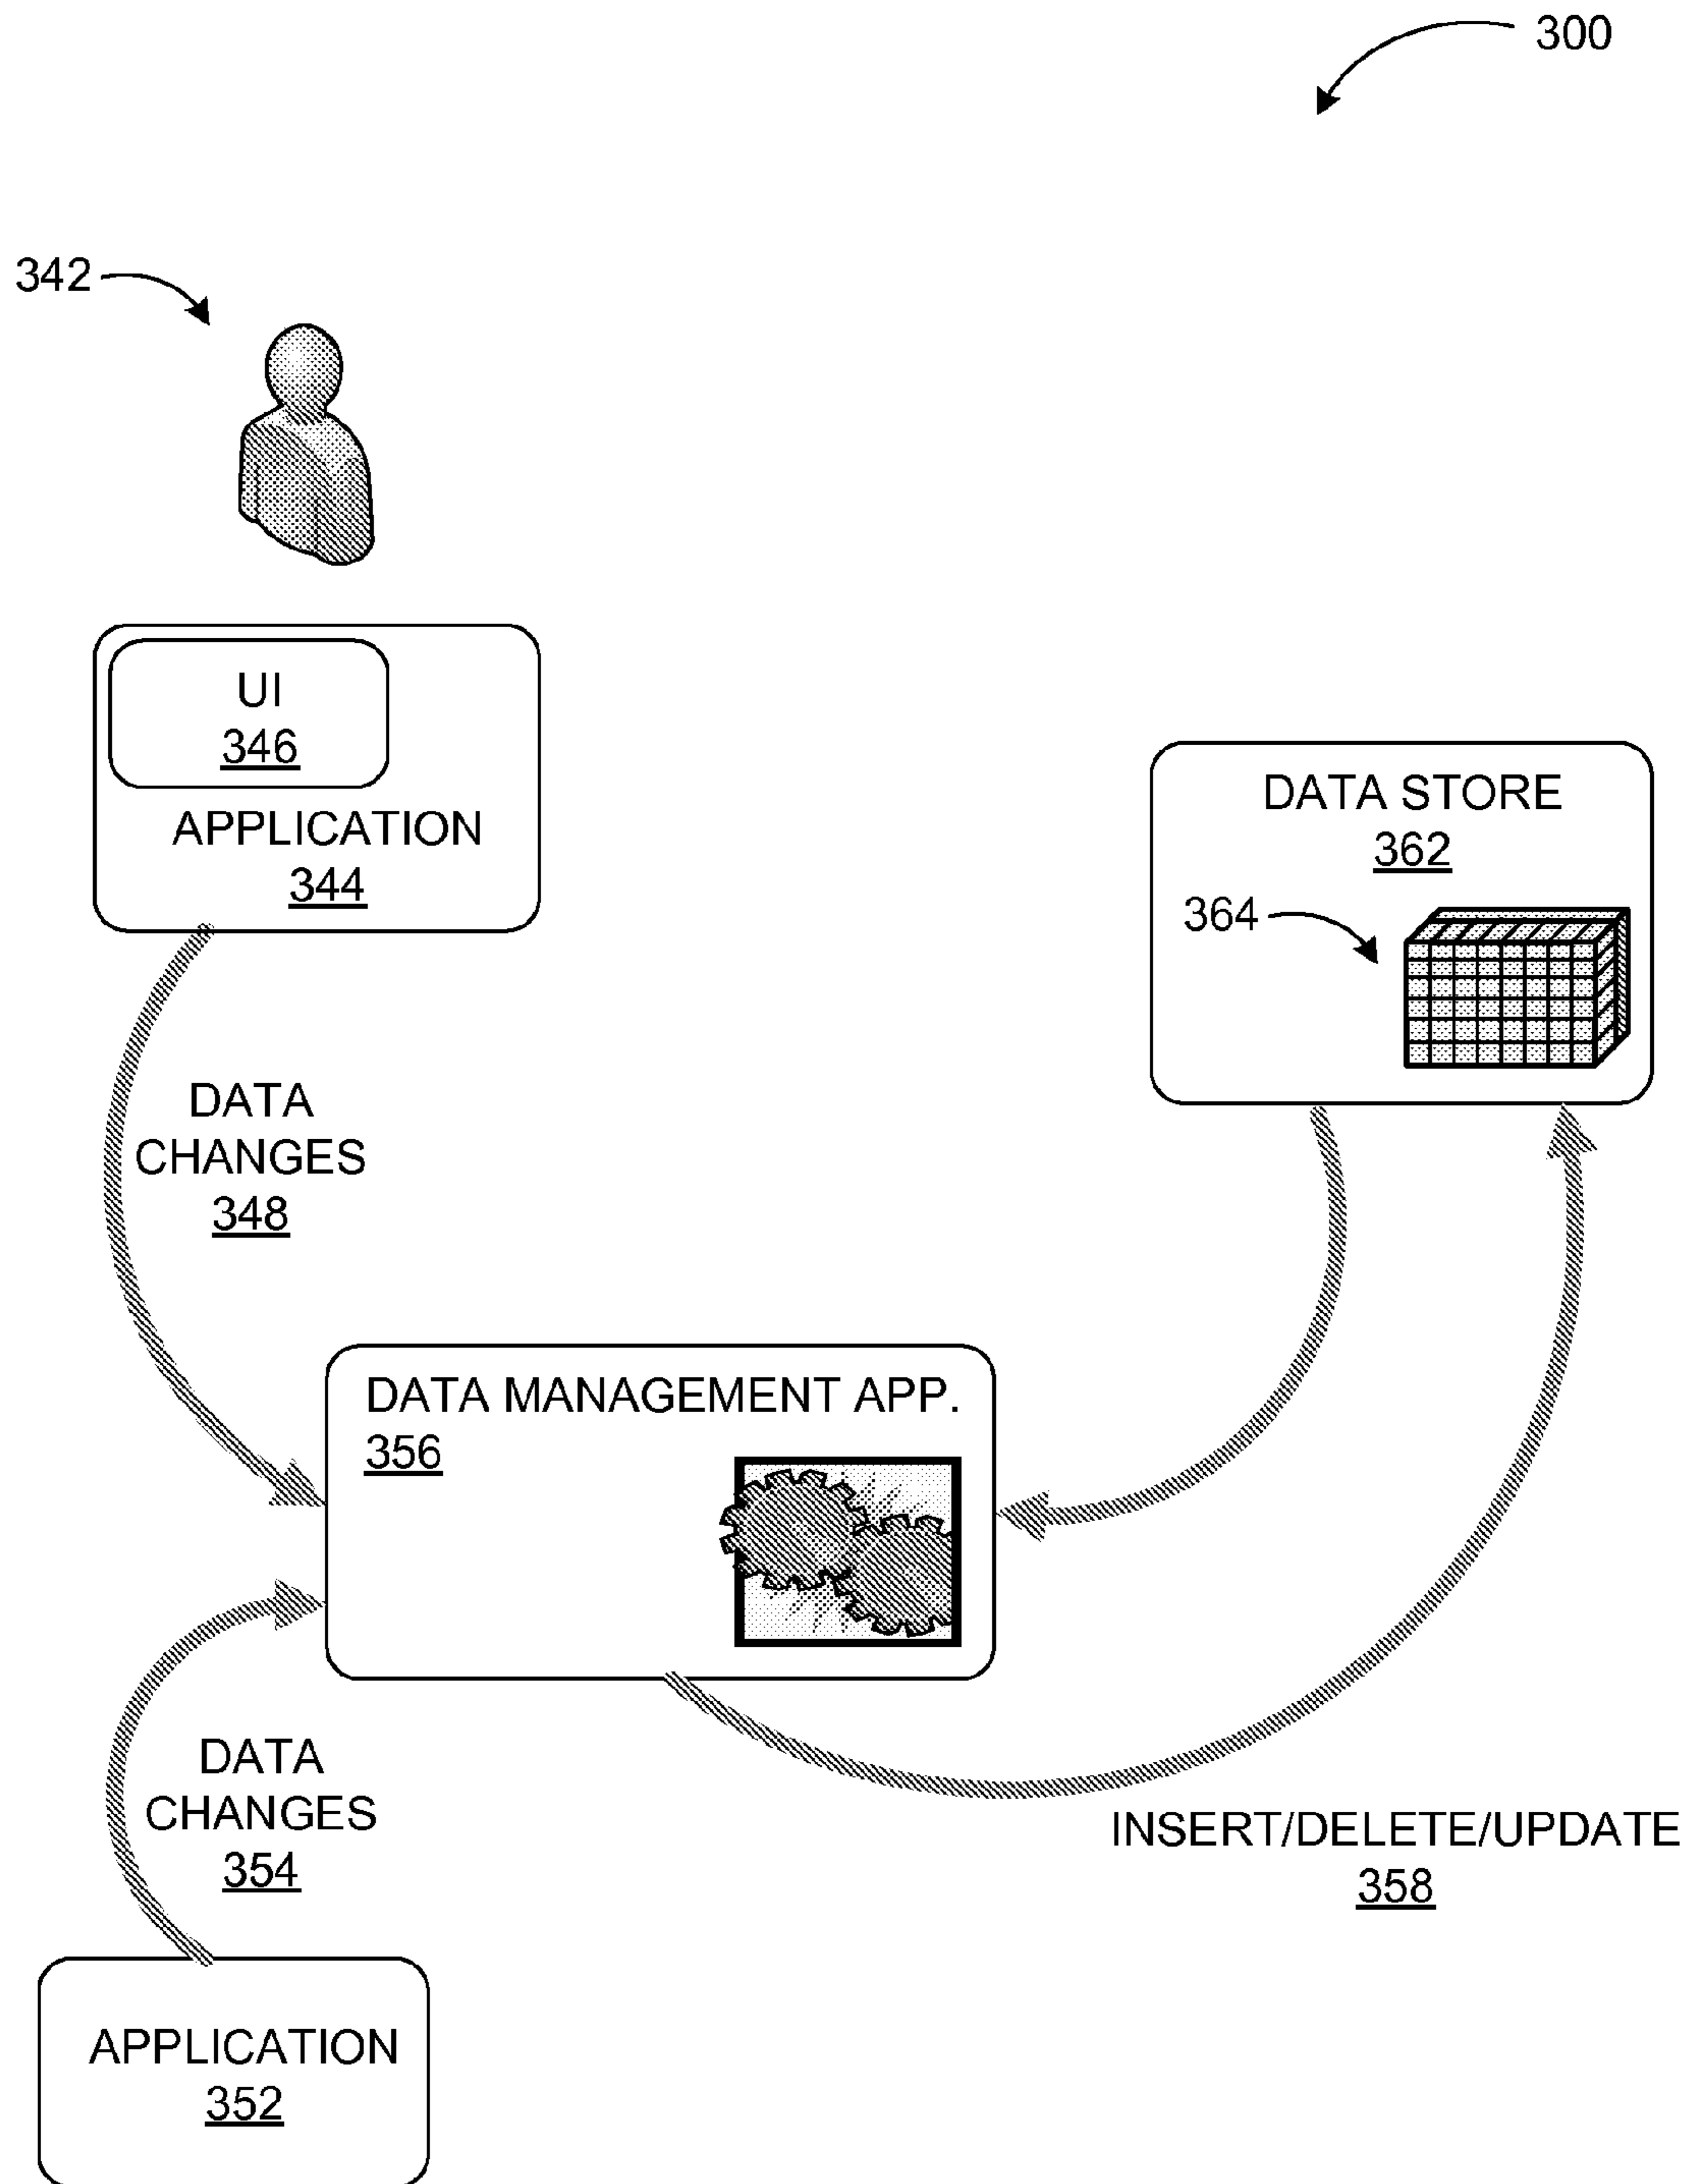 300
342
UI
346
APPLICATION
344
DATA STORE
362
364
DATA
CHANGES
348
DATA MANAGEMENT APP.
356
DATA
CHANGES
354
INSERT/DELETE/UPDATE
358
APPLICATION
352